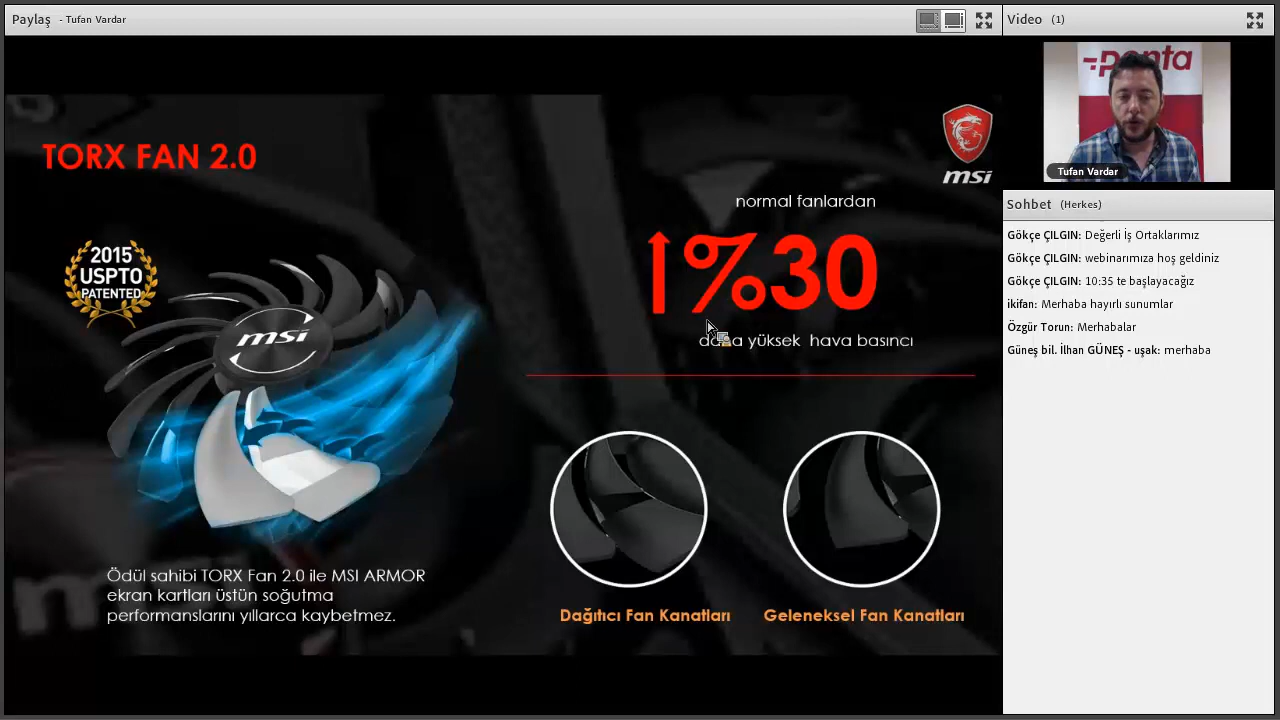 Paylaş - Tufan Vardar
Video (1)
penta
Tufan Vardar
TORX FAN 2.0
msi
2015
USPTO
PATENTED
msi
normal fanlardan
%30
daha yüksek hava basıncı
Ödül sahibi TORX Fan 2.0 ile MSI ARMOR
ekran kartları üstün soğutma
performanslarını yıllarca kaybetmez.
Dağıtıcı Fan Kanatları
Geleneksel Fan Kanatları
Sohbet (Herkes)
Gökçe ÇILGIN: Değerli İş Ortaklarımız
Gökçe ÇILGIN: webinarımıza hoş geldiniz
Gökçe ÇILGIN: 10:35 te başlayacağız
ikifan: Merhaba hayırlı sunumlar
Özgür Torun: Merhabalar
Güneş bil. İlhan GÜNEŞ - uşak: merhaba